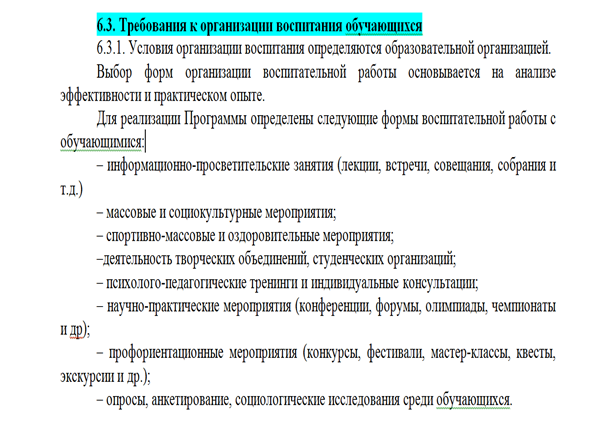 6.3. Требования к организации воспитания обучающихся
6.3.1. Условия организации воспитания определяются образовательной организацией.
Выбор форм организации воспитательной работы основывается на анализе
эффективности и практическом опыте.
Для реализации Программы определены следующие формы воспитательной работы с
обучающимися:
– информационно-просветительские занятия (лекции, встречи, совещания, собрания и
т.д.)
– массовые и социокультурные мероприятия;
– спортивно-массовые и оздоровительные мероприятия;
–деятельность творческих объединений, студенческих организаций;
– психолого-педагогические тренинги и индивидуальные консультации;
– научно-практические мероприятия (конференции, форумы, олимпиады, чемпионаты
и др);
– профориентационные мероприятия (конкурсы, фестивали, мастер-классы, квесты,
экскурсии и др.);
– опросы, анкетирование, социологические исследования среди обучающихся.